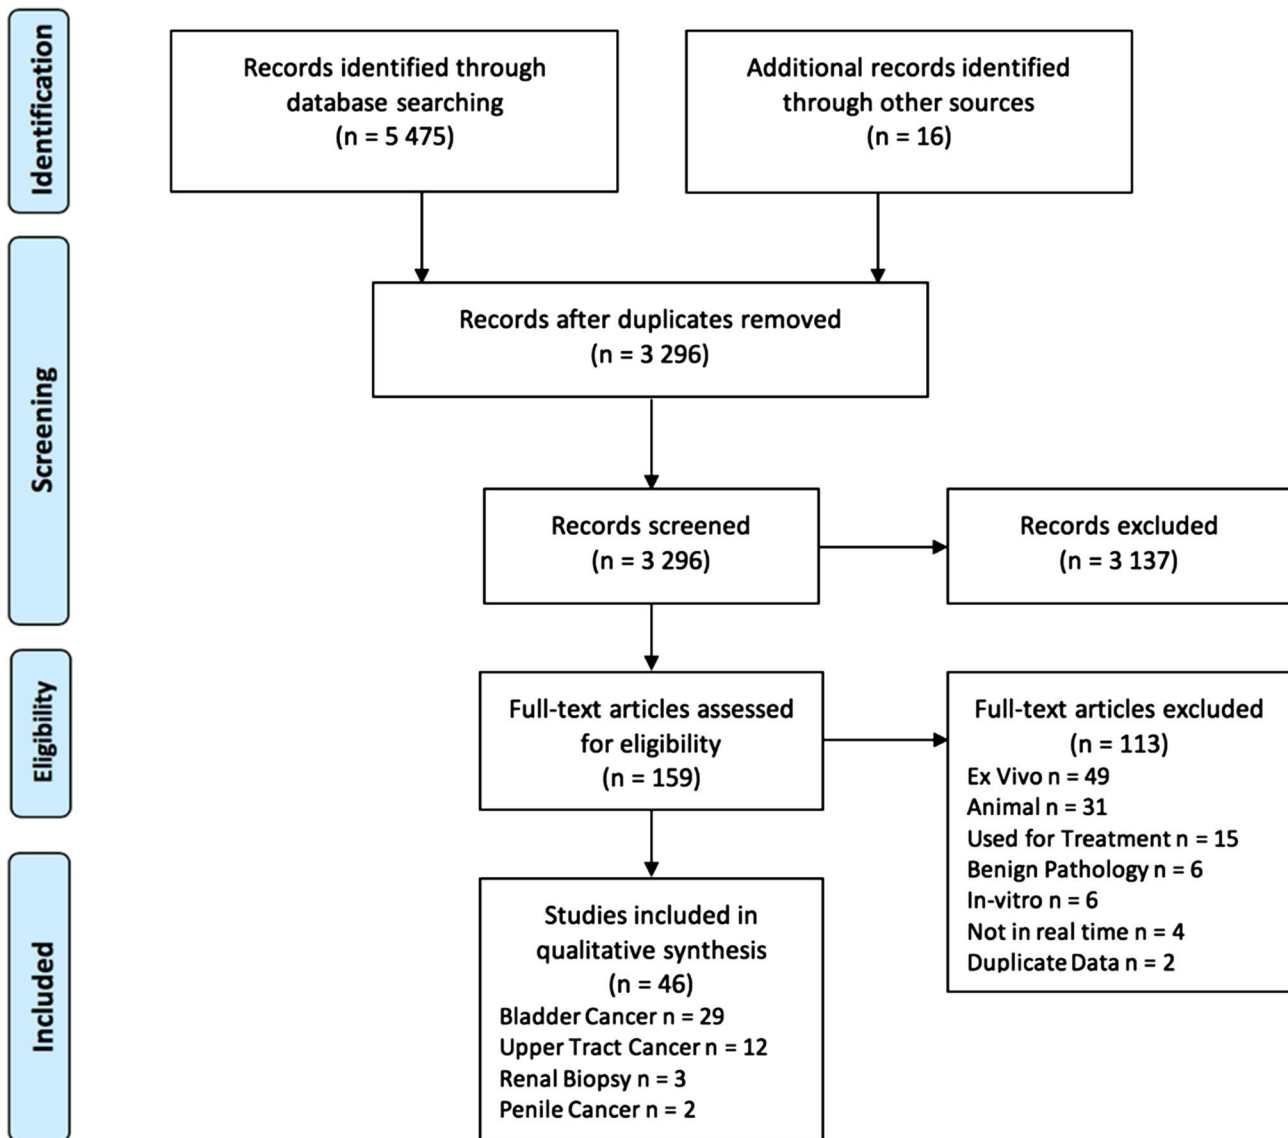 Identification
Records identified through
database searching
(n = 5 475)
Additional records identified
through other sources
(n = 16)
Screening
Records after duplicates removed
(n = 3 296)
Records screened
(n = 3 296)
Records excluded
(n = 3 137)
Eligibility
Full-text articles assessed
for eligibility
(n = 159)
Full-text articles excluded
(n = 113)
Ex Vivo n = 49
Animal n = 31
Used for Treatment n = 15
Benign Pathology n = 6
In-vitro n = 6
Not in real time n = 4
Duplicate Data n = 2
Included
Studies included in
qualitative synthesis
(n = 46)
Bladder Cancer n = 29
Upper Tract Cancer n = 12
Renal Biopsy n = 3
Penile Cancer n = 2